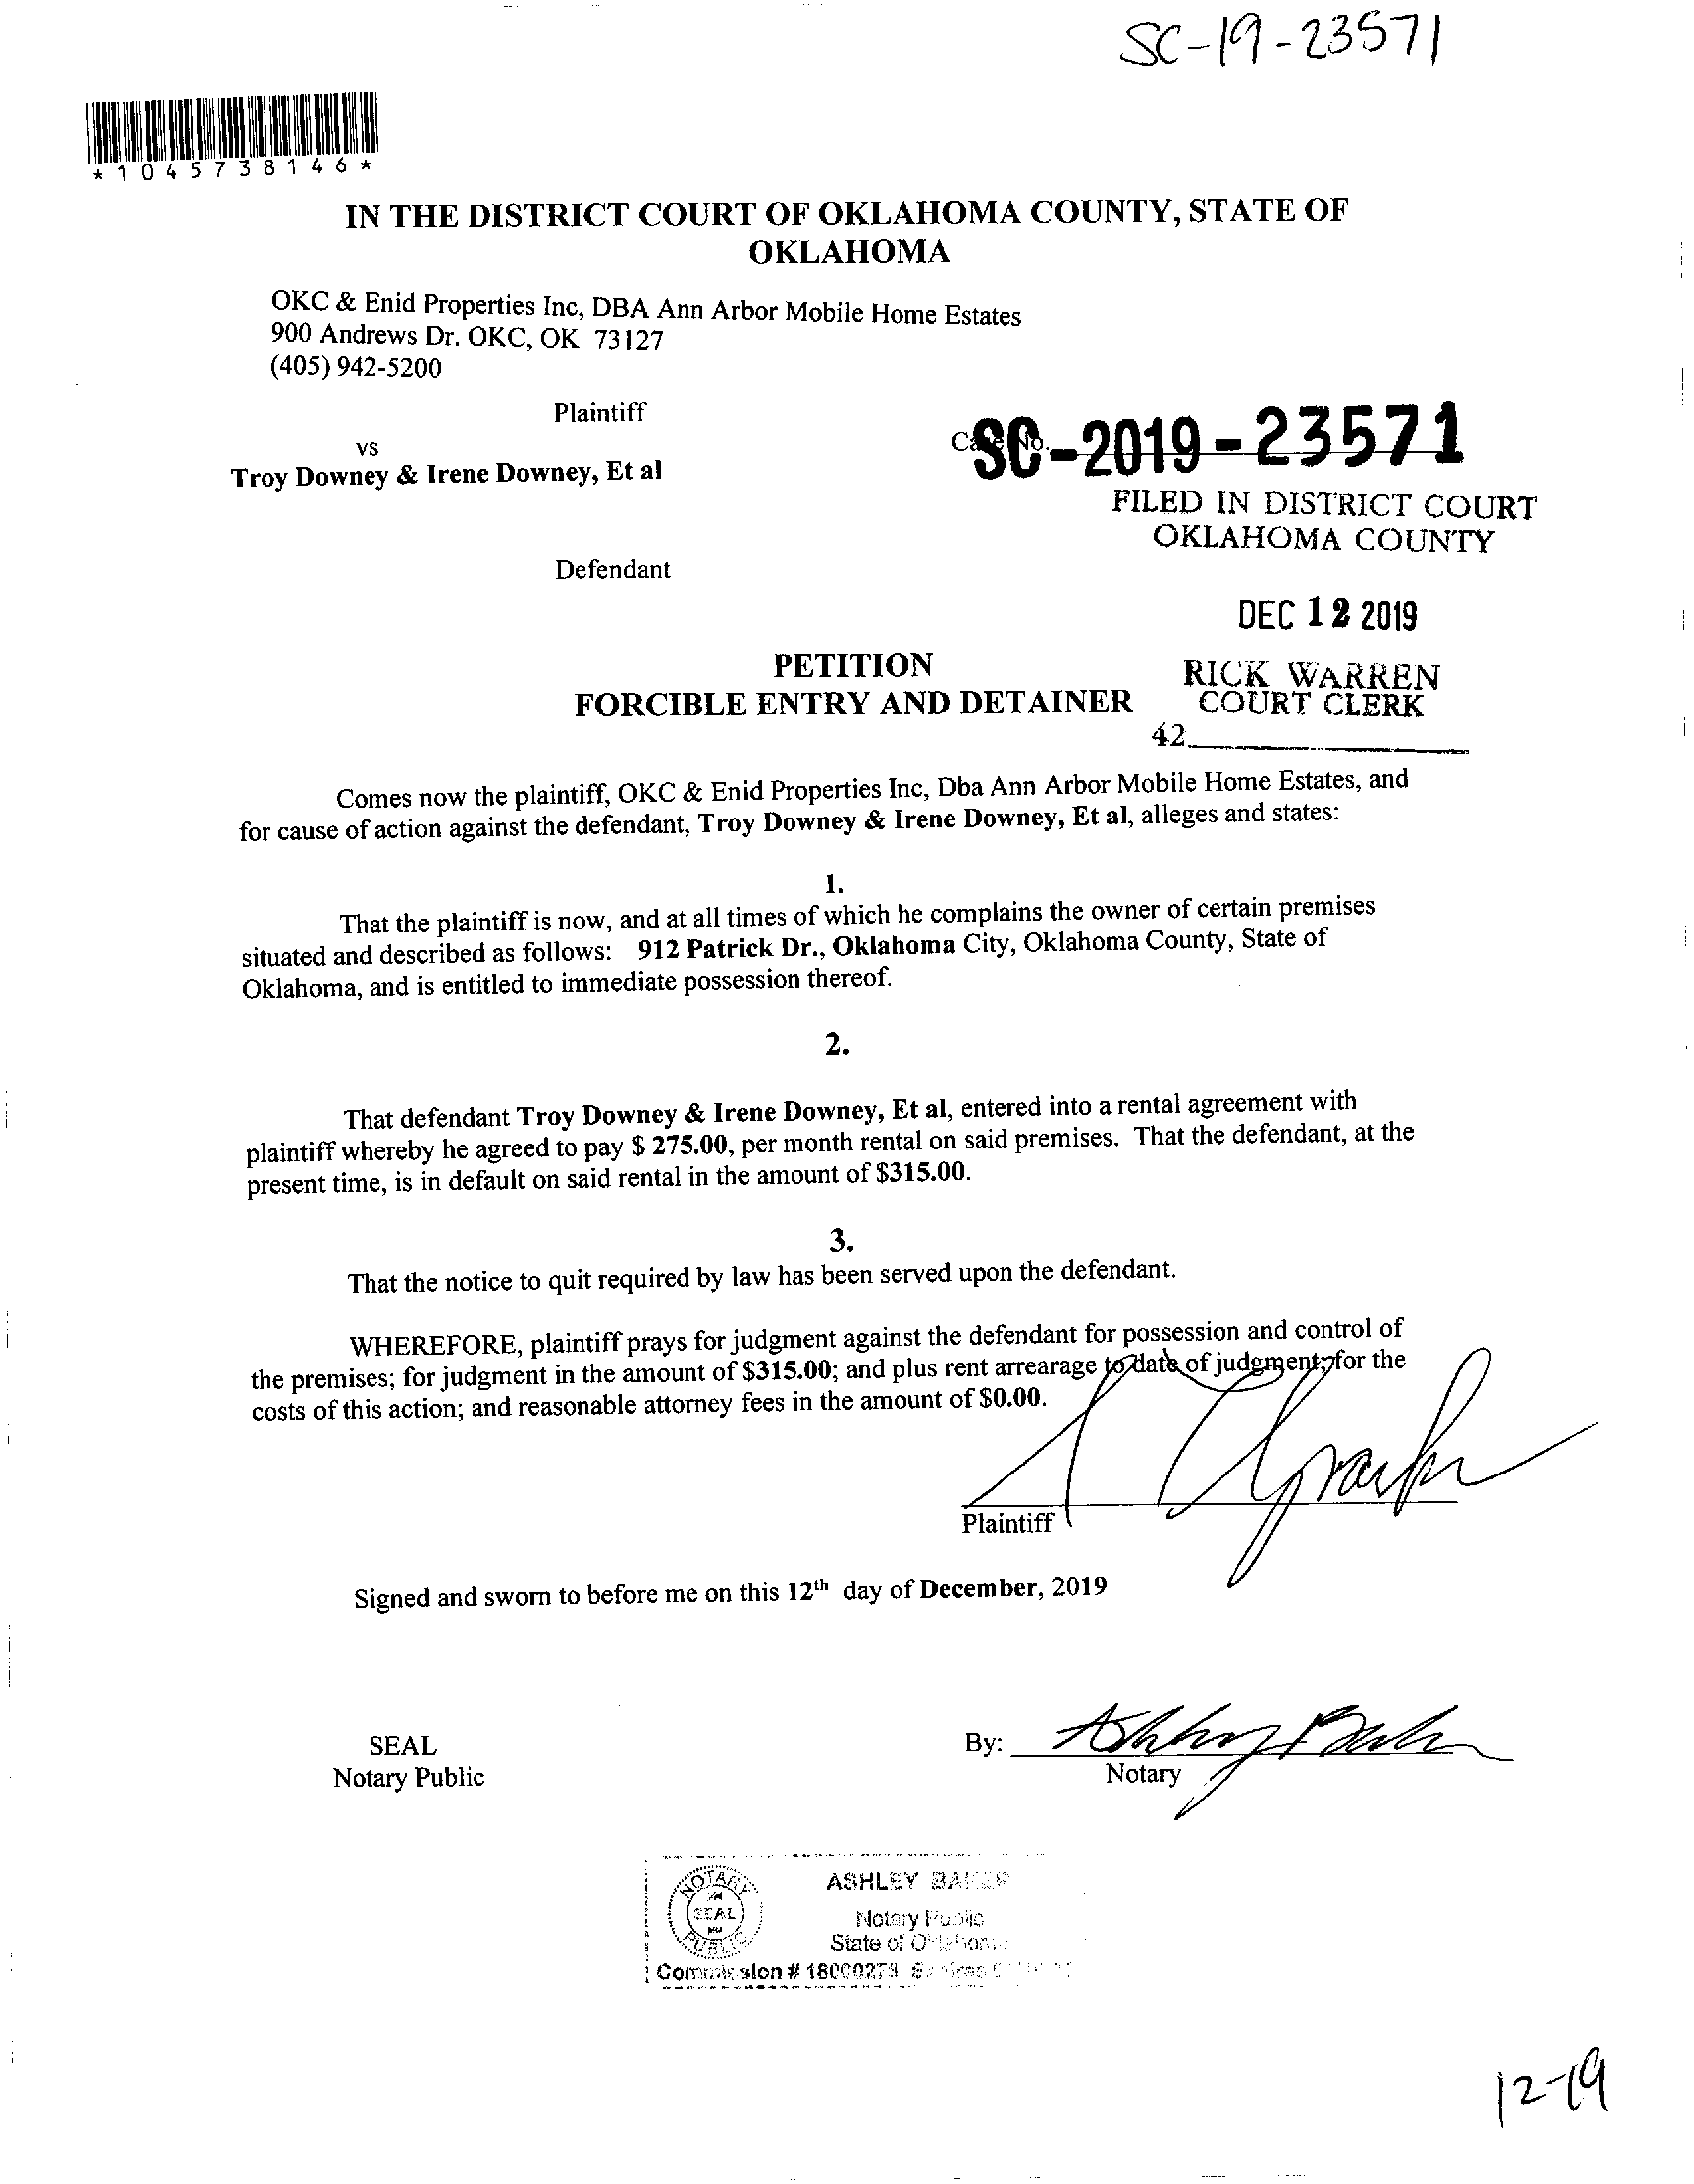 SC-19-23571
*1045738146*
IN THE DISTRICT COURT OF OKLAHOMA COUNTY, STATE OF
OKLAHOMA
OKC & Enid Properties Inc, DBA Ann Arbor Mobile Home Estates
900 Andrews Dr. OKC, OK 73127
(405) 942-5200
Plaintiff
vs
Troy Downey & Irene Downey, Et al
Case No. SC-2019-23571
FILED IN DISTRICT COURT
OKLAHOMA COUNTY
Defendant
DEC 12 2019
PETITION
FORCIBLE ENTRY AND DETAINER
RICK WARREN
COURT CLERK
42
Comes now the plaintiff, OKC & Enid Properties Inc, Dba Ann Arbor Mobile Home Estates, and
for cause of action against the defendant, Troy Downey & Irene Downey, Et al, alleges and states:
1.
That the plaintiff is now, and at all times of which he complains the owner of certain premises
situated and described as follows: 912 Patrick Dr., Oklahoma City, Oklahoma County, State of
Oklahoma, and is entitled to immediate possession thereof.
2.
That defendant Troy Downey & Irene Downey, Et al, entered into a rental agreement with
plaintiff whereby he agreed to pay $ 275.00, per month rental on said premises. That the defendant, at the
present time, is in default on said rental in the amount of $315.00.
3.
That the notice to quit required by law has been served upon the defendant.
WHEREFORE, plaintiff prays for judgment against the defendant for possession and control of
the premises; for judgment in the amount of $315.00; and plus rent arrearage to date of judgment; for the
costs of this action; and reasonable attorney fees in the amount of $0.00.
Plaintiff
Signed and sworn to before me on this 12th day of December, 2019
SEAL
Notary Public
By: Ashley Baker
Notary
NOTARY
SEAL
PUBLIC
ASHLEY BAKER
Notary Public
State of Oklahoma
Commission #
12-19